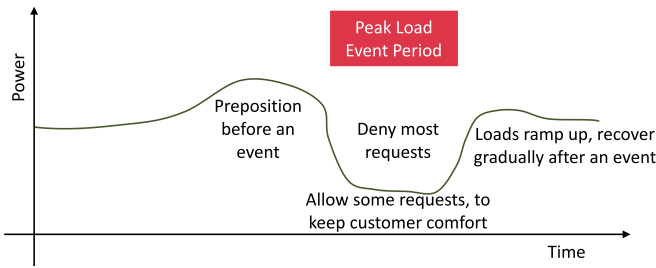 Peak Load
Event Period
Power
Preposition
before an
event
Deny most
requests
Loads ramp up, recover
gradually after an event
Allow some requests, to
keep customer comfort
Time